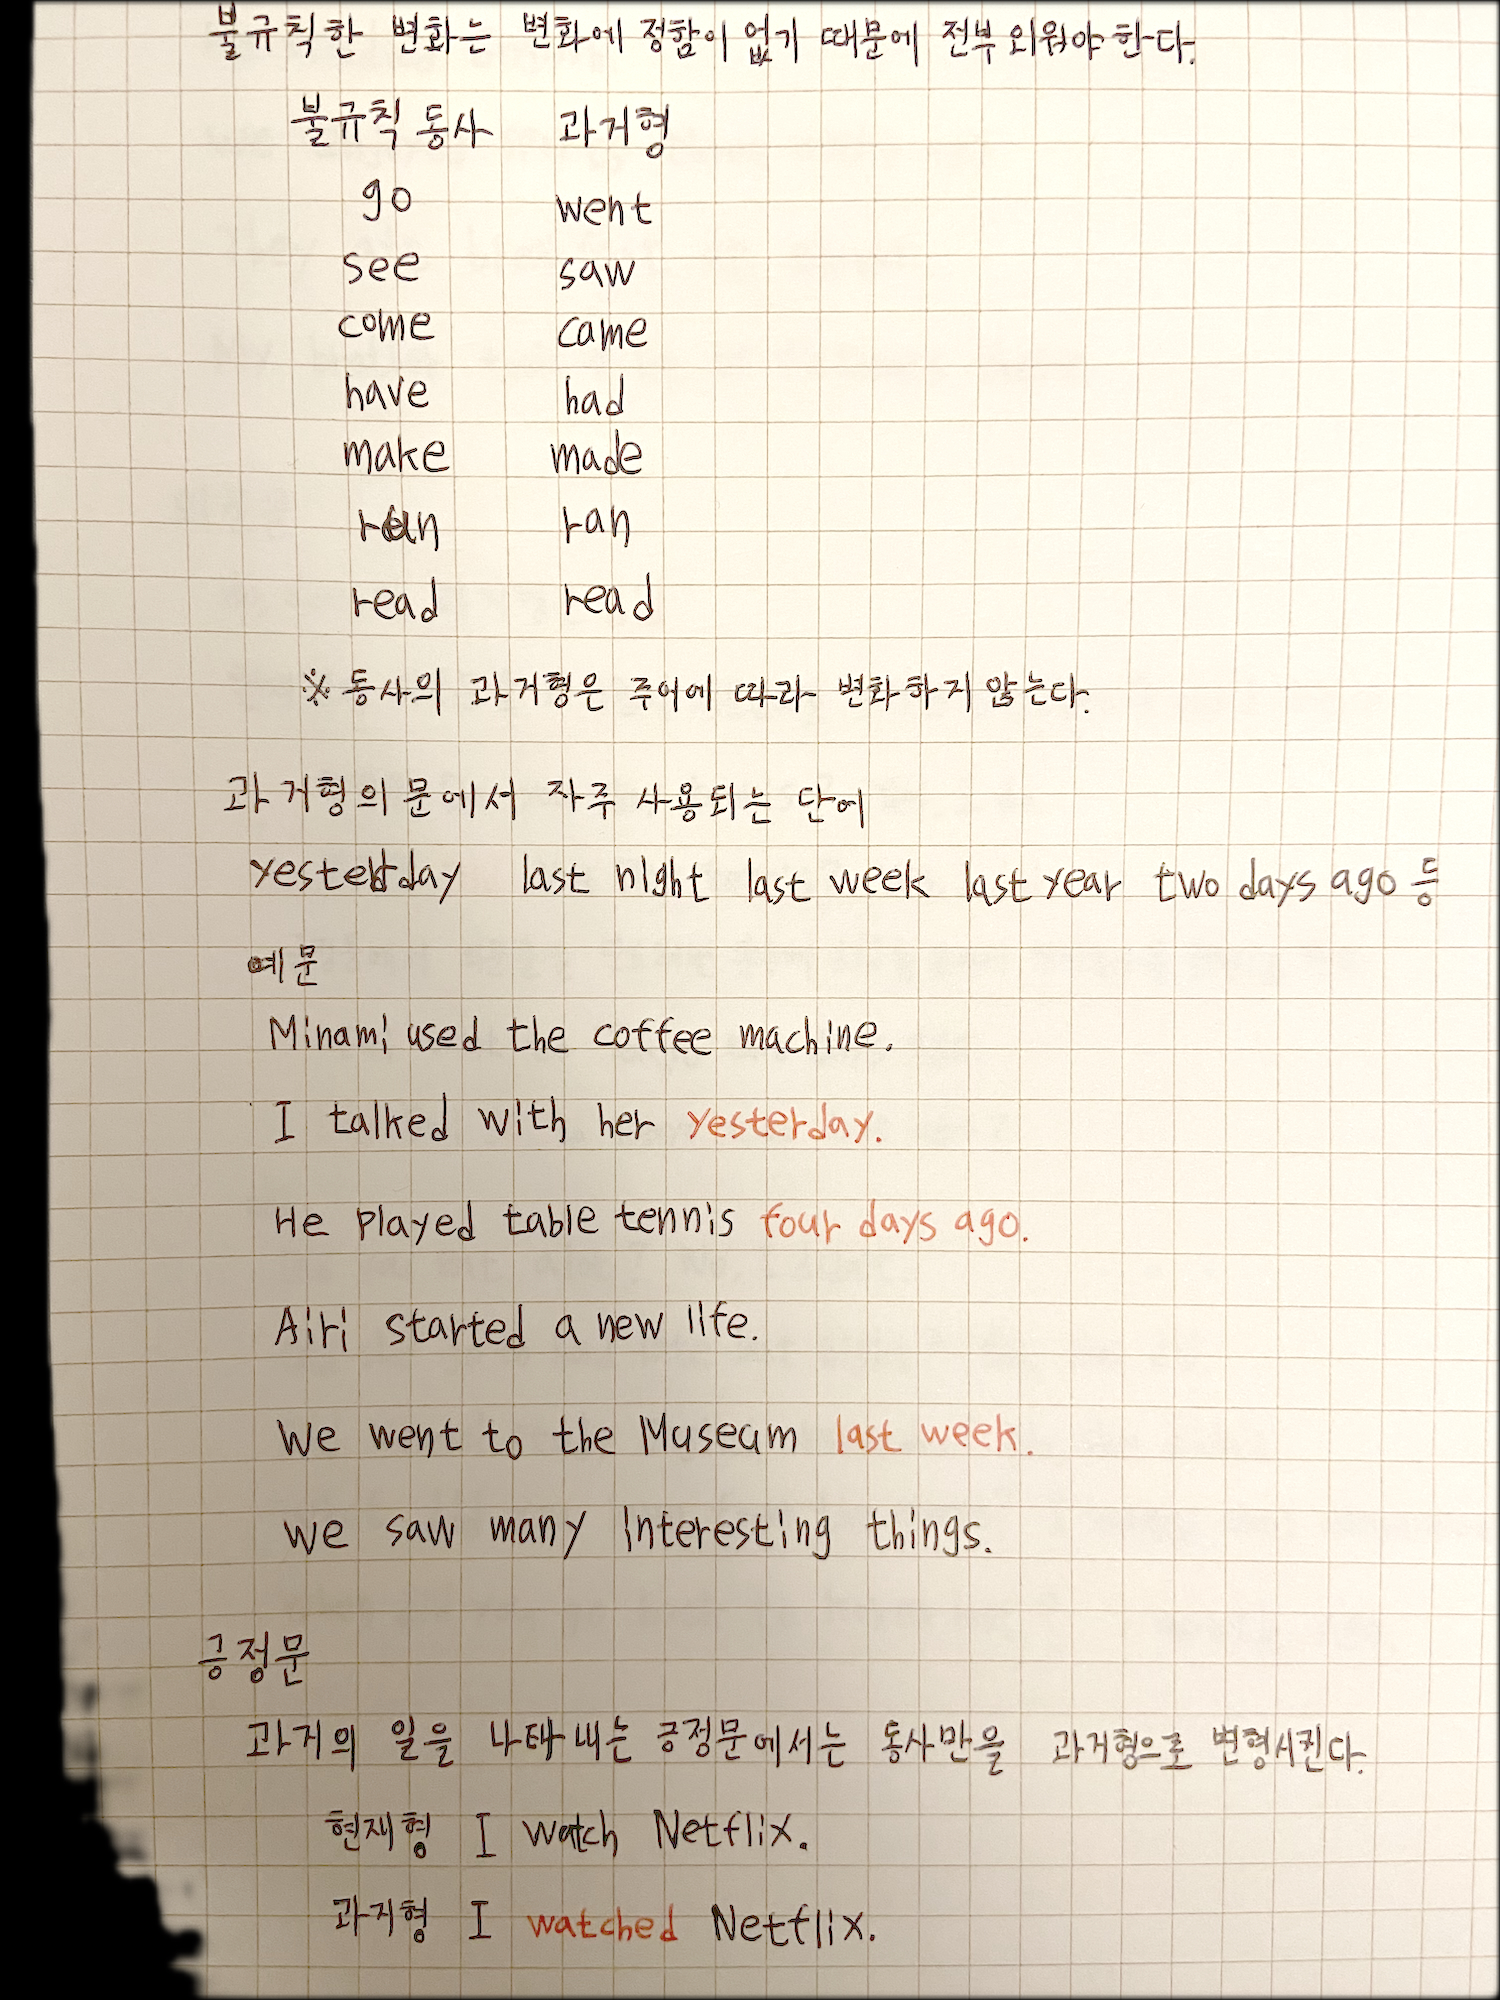 불규칙한 변화는 변화에 정함이 없기 때문에 전부 외워야 한다.
불규칙 동사 과거형
go went
see saw
come came
have had
make made
run ran
read read
※ 동사의 과거형은 주어에 따라 변화하지 않는다.
과거형의 문에서 자주 사용되는 단어
yesterday last night last week last year two days ago 등
예문
Minami used the coffee machine.
I talked with her yesterday.
He played table tennis four days ago.
Airi started a new life.
We went to the Museum last week.
we saw many interesting things.
긍정문
과거의 일을 나타내는 긍정문에서는 동사만을 과거형으로 변형시킨다.
현재형 I watch Netflix.
과거형 I watched Netflix.